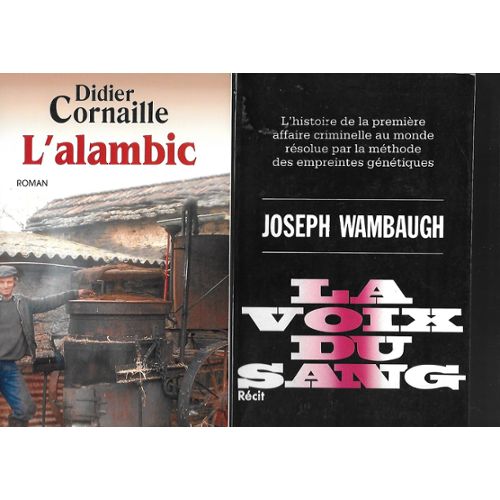 Didier
Cornaille
L'alambic
ROMAN
L'histoire de la première
affaire criminelle au monde
résolue par la méthode
des empreintes génétiques
JOSEPH WAMBAUGH
LA
VOIX
DU
SANG
Récit